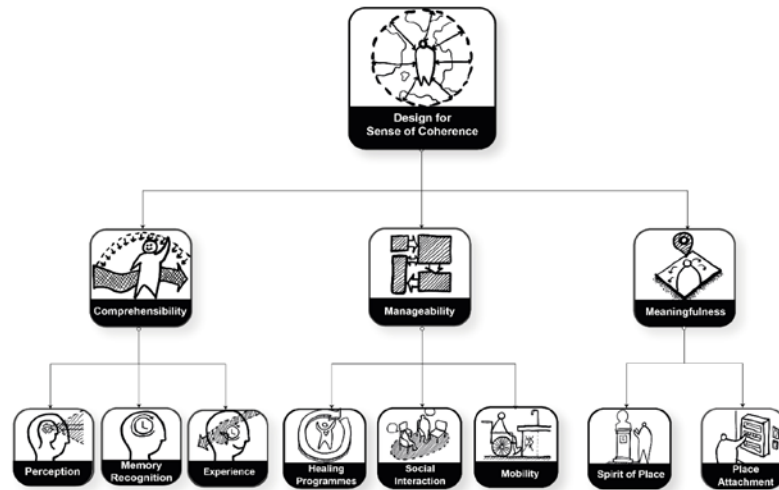 Design for
Sense of Coherence
Comprehensibility
Manageability
Meaningfulness
Perception
Memory
Recognition
Experience
Healing
Programmes
Social
Interaction
Mobility
Spirit of Place
Place
Attachment